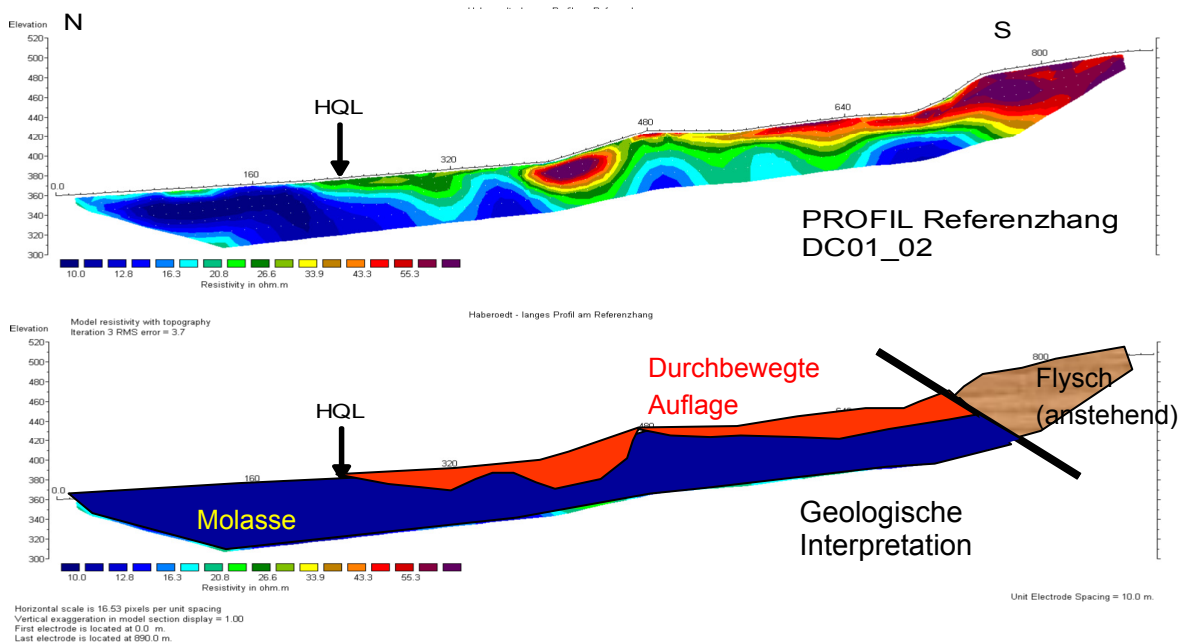 N
Elevation
S
520
500
480
460
440
420
400
380
360
340
320
300
HQL
0.0
160
320
480
640
800
PROFIL Referenzhang
DC01_02
10.0 12.8 16.3 20.8 26.6 33.9 43.3 55.3
Resistivity in ohm.m
Model resistivity with topography
Iteration 3 RMS error = 3.7
Haberoedt - langes Profil am Referenzhang
Elevation
520
500
480
460
440
420
400
380
360
340
320
300
HQL
0.0
160
320
480
800
Durchbewegte
Auflage
Flysch
(anstehend)
Molasse
Geologische
Interpretation
10.0 12.8 16.3 20.8 26.6 33.9 43.3 55.3
Resistivity in ohm.m
Unit Electrode Spacing = 10.0 m.
Horizontal scale is 16.53 pixels per unit spacing
Vertical exaggeration in model section display = 1.00
First electrode is located at 0.0 m.
Last electrode is located at 890.0 m.